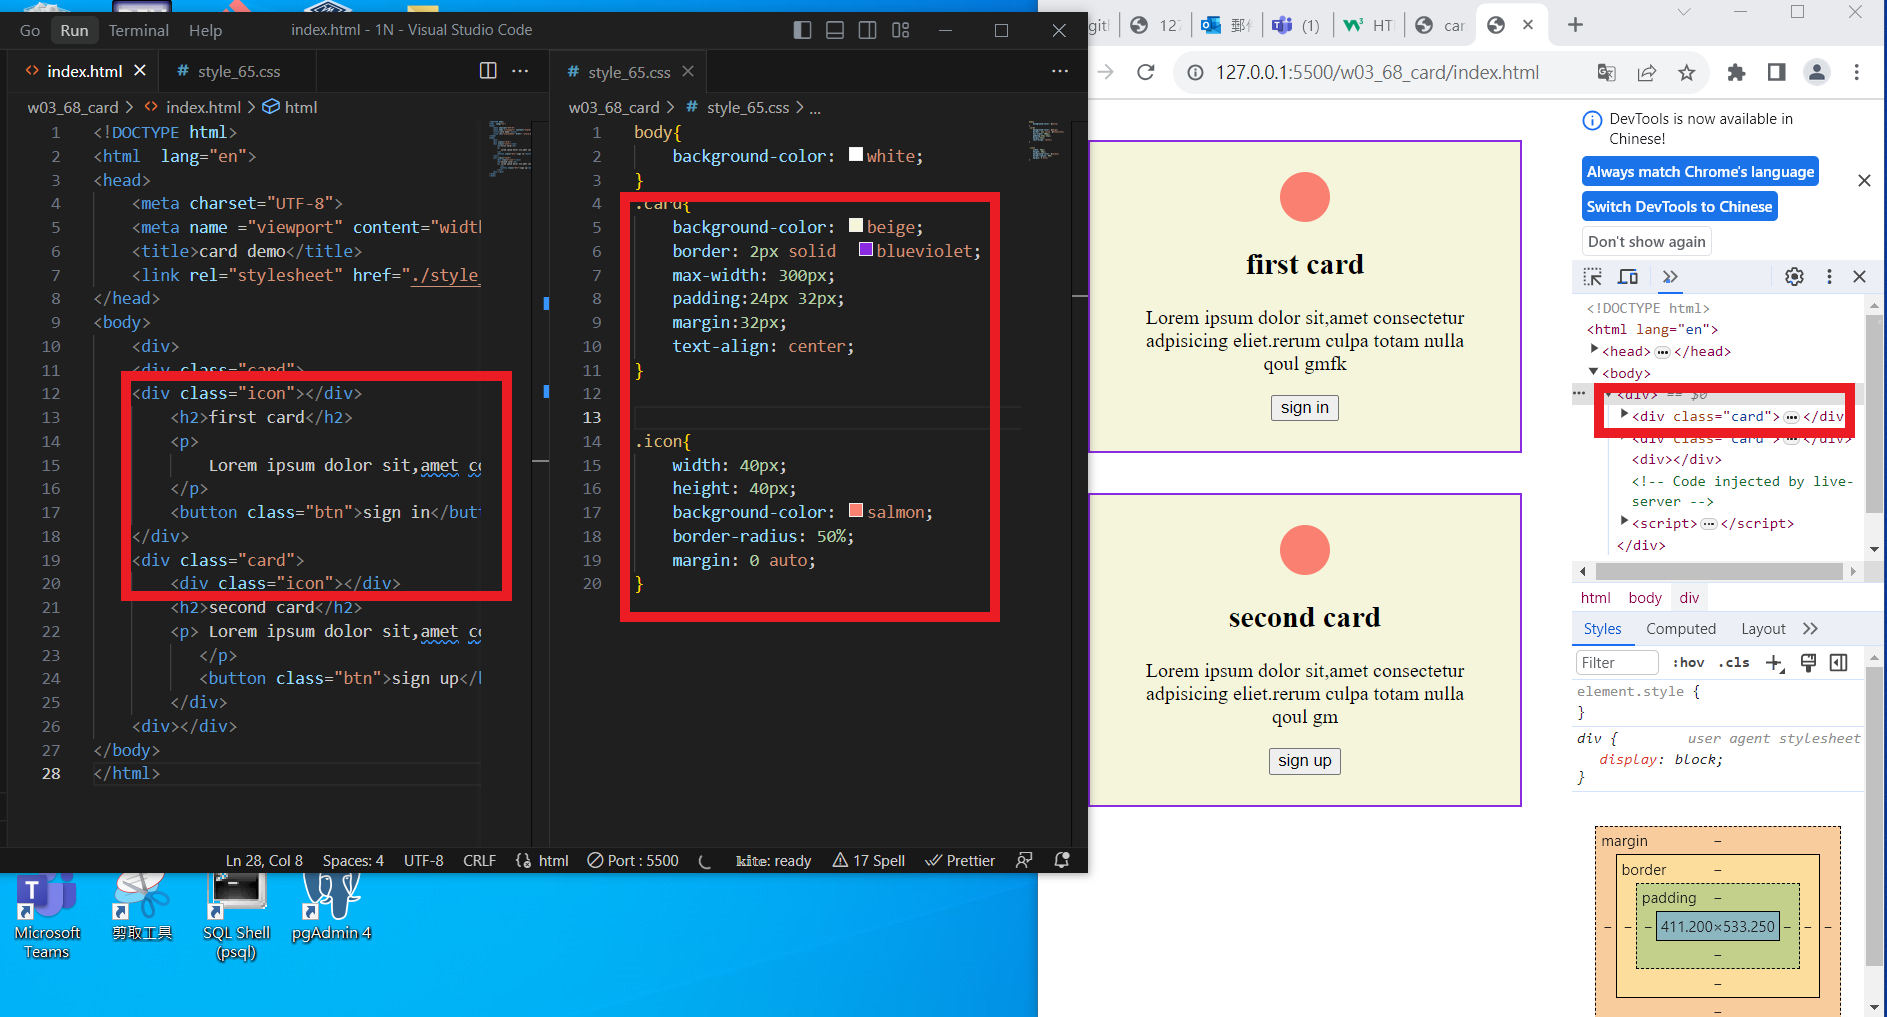 Go Run Terminal Help index.html - 1N - Visual Studio Code
index.html style_65.css
w03_68_card > index.html > html
1 <!DOCTYPE html>
2 <html  lang="en">
3 <head>
4 <meta charset="UTF-8">
5 <meta name ="viewport" content="widt
6 <title>card demo</title>
7 <link rel="stylesheet" href="./style_
8 </head>
9 <body>
10 <div>
11 <div class="card">
12 <div class="icon"></div>
13 <h2>first card</h2>
14 <p>
15 Lorem ipsum dolor sit,amet co
16 </p>
17 <button class="btn">sign in</but
18 </div>
19 <div class="card">
20 <div class="icon"></div>
21 <h2>second card</h2>
22 <p> Lorem ipsum dolor sit,amet co
23 </p>
24 <button class="btn">sign up</
25 </div>
26 <div></div>
27 </body>
28 </html>
style_65.css
w03_68_card > # style_65.css > ...
1 body{
2 background-color: white;
3 }
4 .card{
5 background-color: beige;
6 border: 2px solid  blueviolet;
7 max-width: 300px;
8 padding:24px 32px;
9 margin:32px;
10 text-align: center;
11 }
12
13
14 .icon{
15 width: 40px;
16 height: 40px;
17 background-color: salmon;
18 border-radius: 50%;
19 margin: 0 auto;
20 }
Ln 28, Col 8 Spaces: 4 UTF-8 CRLF html Port : 5500 kite: ready 17 Spell Prettier
Microsoft
Teams
剪取工具
SQL Shell
(psql)
pgAdmin 4
gitl 127 郵 (1) HT car
127.0.0.1:5500/w03_68_card/index.html
first card
Lorem ipsum dolor sit,amet consectetur
adpisicing eliet.rerum culpa totam nulla
qoul gmfk
sign in
second card
Lorem ipsum dolor sit,amet consectetur
adpisicing eliet.rerum culpa totam nulla
qoul gm
sign up
DevTools is now available in
Chinese!
Always match Chrome's language
Switch DevTools to Chinese
Don't show again
<!DOCTYPE html>
<html lang="en">
<head> … </head>
<body>
<div> == $0
<div class="card"> … </div
<div class="card"> … </div>
<div></div>
<!-- Code injected by live-
server -->
<script> … </script>
</div>
html body div
Styles Computed Layout
Filter :hov .cls
element.style {
}
div { user agent stylesheet
display: block;
}
margin –
border –
padding –
– – – 411.200×533.250 – – –
–
–
–